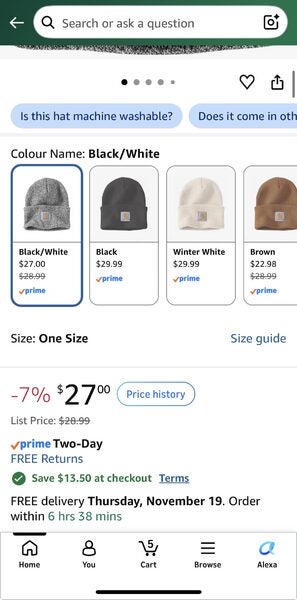 Search or ask a question
Is this hat machine washable?
Does it come in oth
Colour Name: Black/White
Black/White
$27.00
$28.99
prime
Black
$29.99
prime
Winter White
$29.99
prime
Brown
$22.98
$28.99
prime
Size: One Size
Size guide
-7% $27 00
Price history
List Price: $28.99
prime Two-Day
FREE Returns
Save $13.50 at checkout Terms
FREE delivery Thursday, November 19. Order
within 6 hrs 38 mins
5
Home
You
Cart
Browse
Alexa